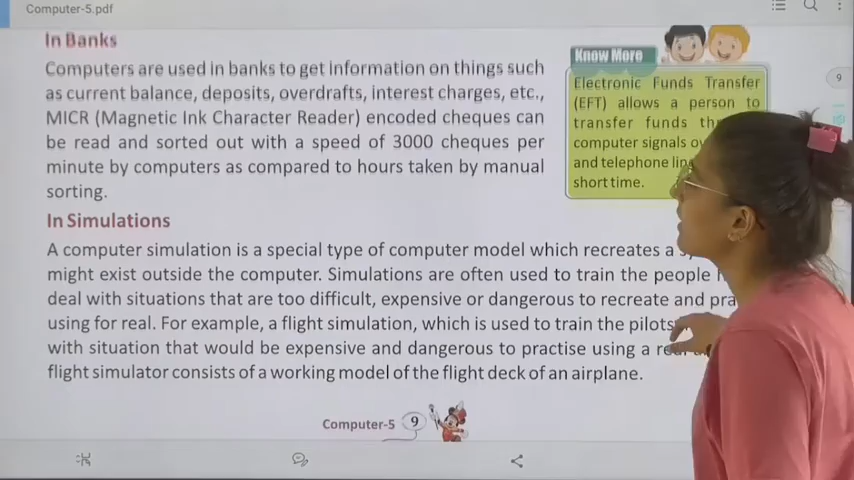 Computer-5.pdf
In Banks
Computers are used in banks to get information on things such
as current balance, deposits, overdrafts, interest charges, etc.,
MICR (Magnetic Ink Character Reader) encoded cheques can
be read and sorted out with a speed of 3000 cheques per
minute by computers as compared to hours taken by manual
sorting.
Know More
Electronic Funds Transfer
(EFT) allows a person to
transfer funds
computer signals
and telephone
short time.
9
In Simulations
A computer simulation is a special type of computer model which recreates a
might exist outside the computer. Simulations are often used to train the people
deal with situations that are too difficult, expensive or dangerous to recreate and
using for real. For example, a flight simulation, which is used to train the pilots
with situation that would be expensive and dangerous to practise using a
flight simulator consists of a working model of the flight deck of an airplane.
Computer-5 9